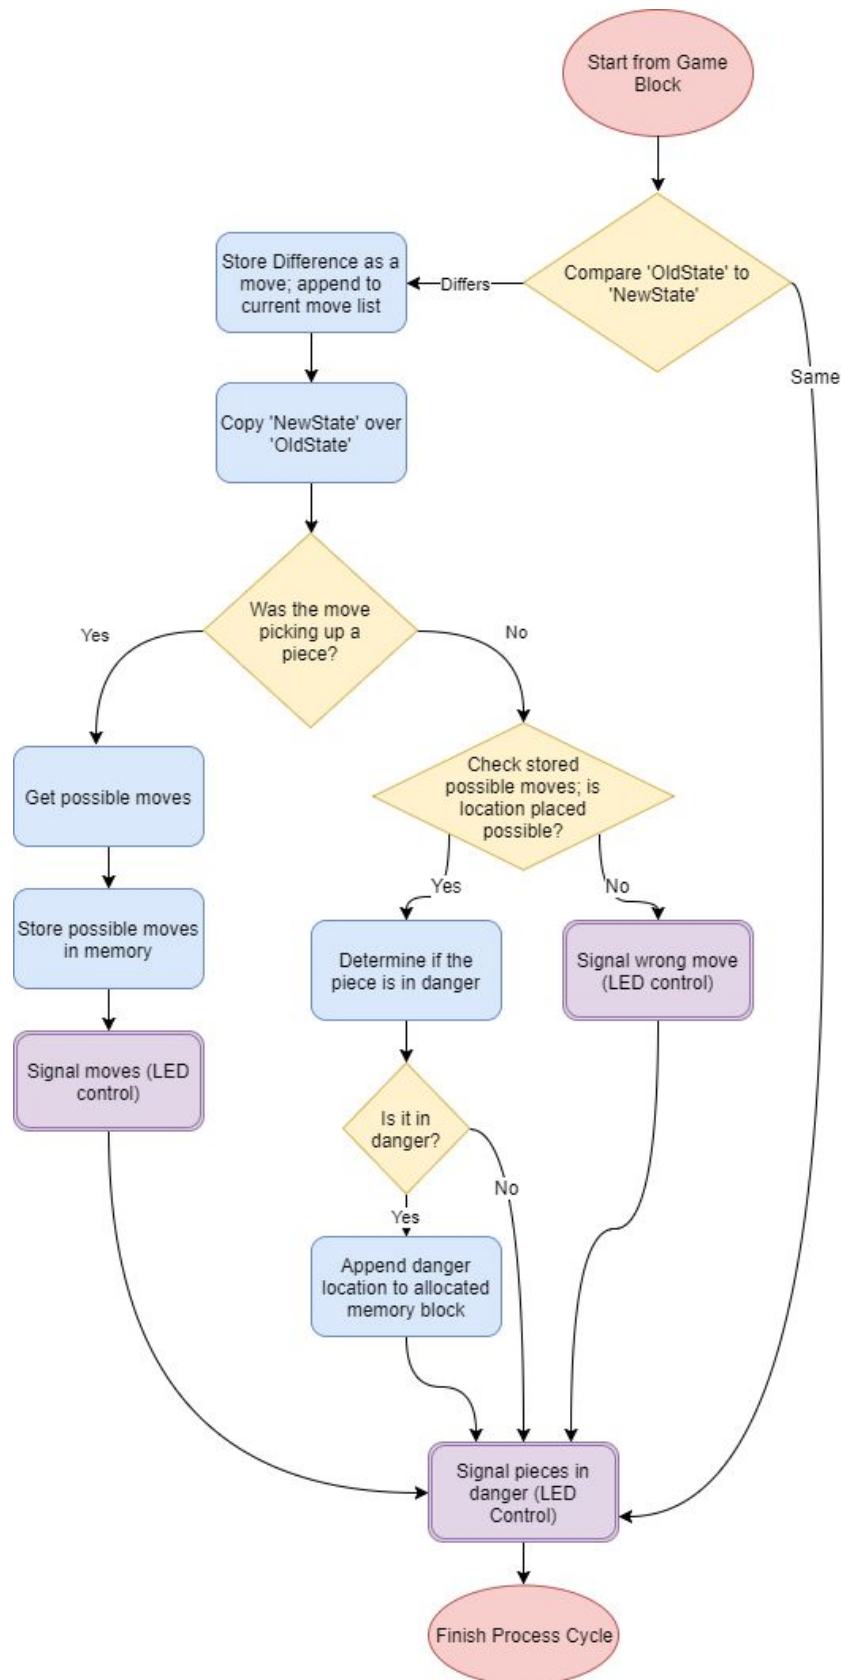 Start from Game
Block
Compare 'OldState' to
'NewState'
Differs
Same
Store Difference as a
move; append to
current move list
Copy 'NewState' over
'OldState'
Was the move
picking up a
piece?
Yes
No
Get possible moves
Store possible moves
in memory
Signal moves (LED
control)
Check stored
possible moves; is
location placed
possible?
Yes
No
Determine if the
piece is in danger
Signal wrong move
(LED control)
Is it in
danger?
Yes
No
Append danger
location to allocated
memory block
Signal pieces in
danger (LED
Control)
Finish Process Cycle